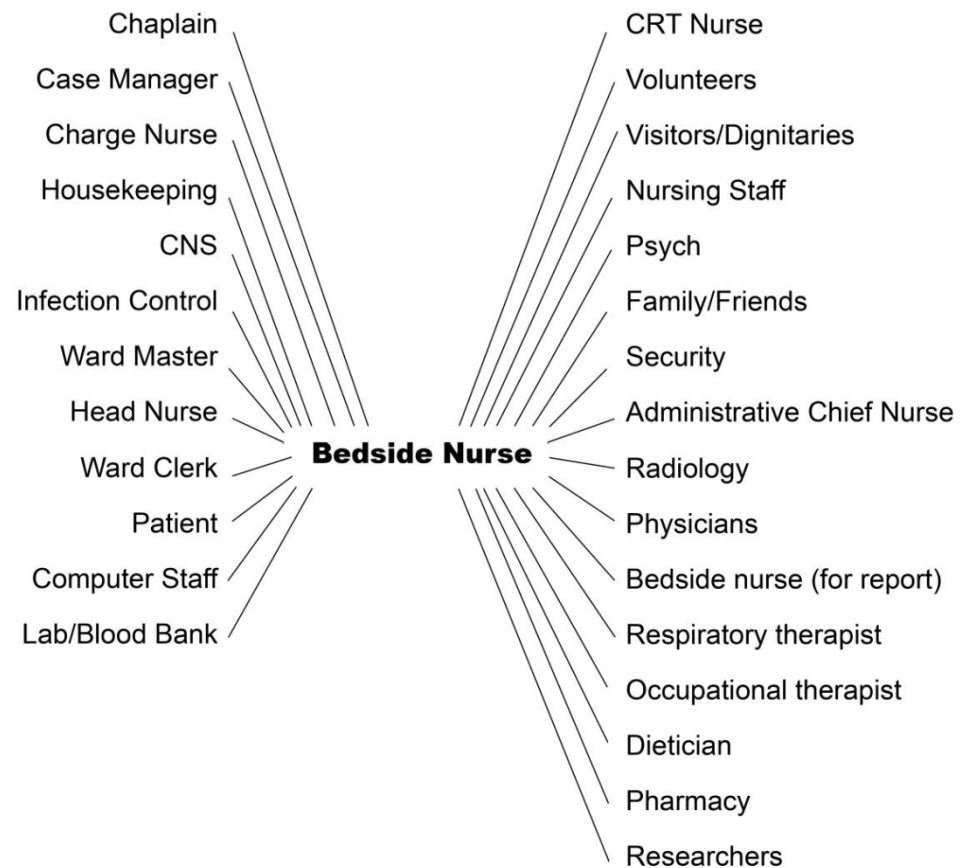 Chaplain
Case Manager
Charge Nurse
Housekeeping
CNS
Infection Control
Ward Master
Head Nurse
Ward Clerk
Patient
Computer Staff
Lab/Blood Bank
Bedside Nurse
CRT Nurse
Volunteers
Visitors/Dignitaries
Nursing Staff
Psych
Family/Friends
Security
Administrative Chief Nurse
Radiology
Physicians
Bedside nurse (for report)
Respiratory therapist
Occupational therapist
Dietician
Pharmacy
Researchers